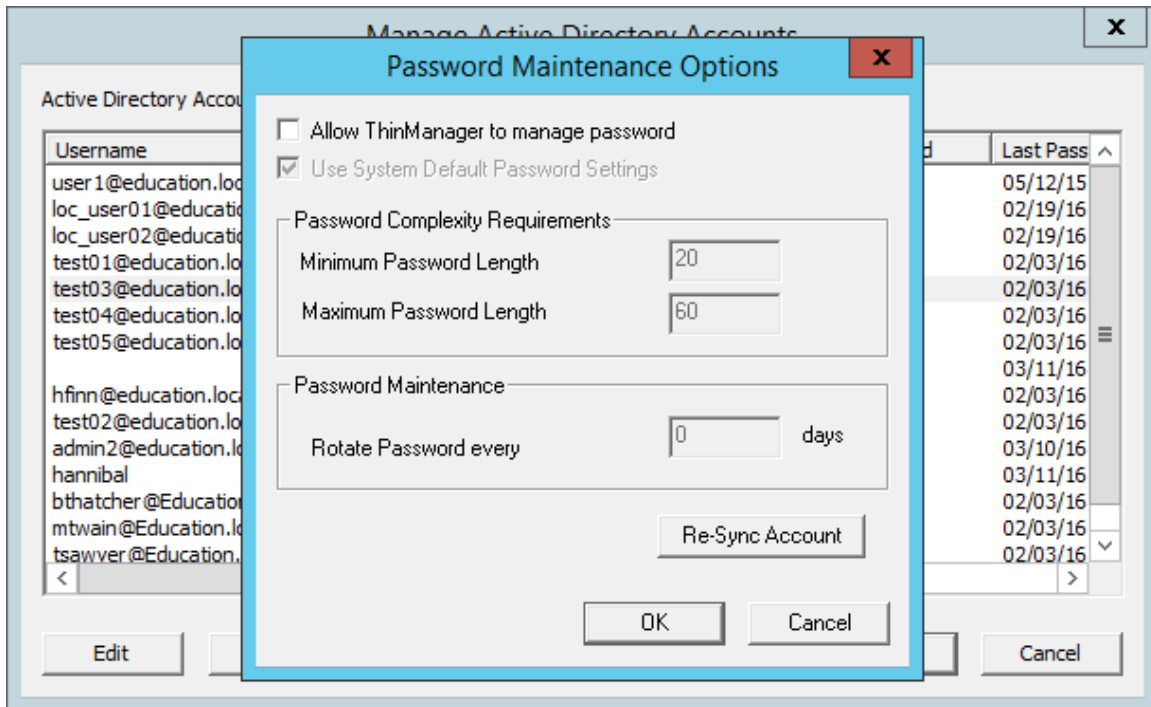 Manage Active Directory Accounts
x
Password Maintenance Options
x
Active Directory Accou
Allow ThinManager to manage password
Use System Default Password Settings
Password Complexity Requirements
Minimum Password Length 20
Maximum Password Length 60
Password Maintenance
Rotate Password every 0 days
Re-Sync Account
OK Cancel
Username d Last Pass
user1@education.loc 05/12/15
loc_user01@educatio 02/19/16
loc_user02@educatio 02/19/16
test01@education.lo 02/03/16
test03@education.lo 02/03/16
test04@education.lo 02/03/16
test05@education.lo 02/03/16
03/11/16
hfinn@education.loca 02/03/16
test02@education.lo 02/03/16
admin2@education.lo 03/10/16
hannibal 03/11/16
bthatcher@Education 02/03/16
mtwain@Education.lo 02/03/16
tsawyer@Education. 02/03/16
Edit Cancel